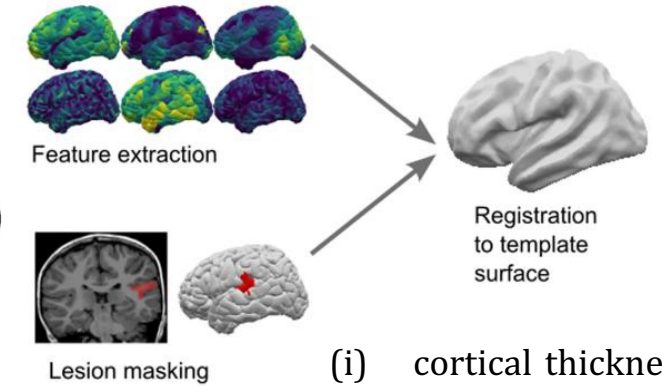 Feature extraction
Registration
to template
surface
Lesion masking
(i) cortical thickne